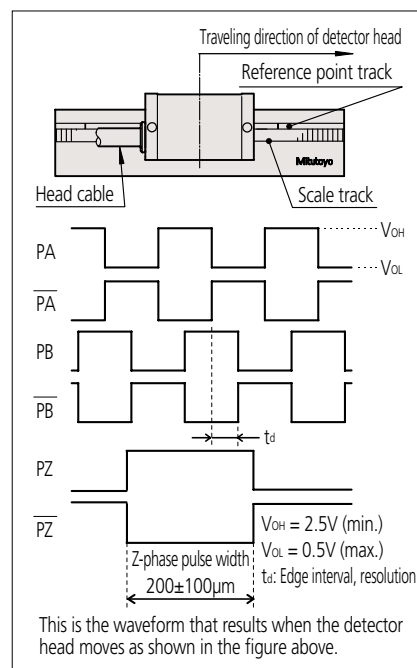 Traveling direction of detector head
Reference point track
Mitutoyo
Head cable
Scale track
VOH
PA
VOL
PA
PB
PB
td
PZ
PZ
VOH = 2.5V (min.)
VOL = 0.5V (max.)
td: Edge interval, resolution
Z-phase pulse width
200±100µm
This is the waveform that results when the detector
head moves as shown in the figure above.